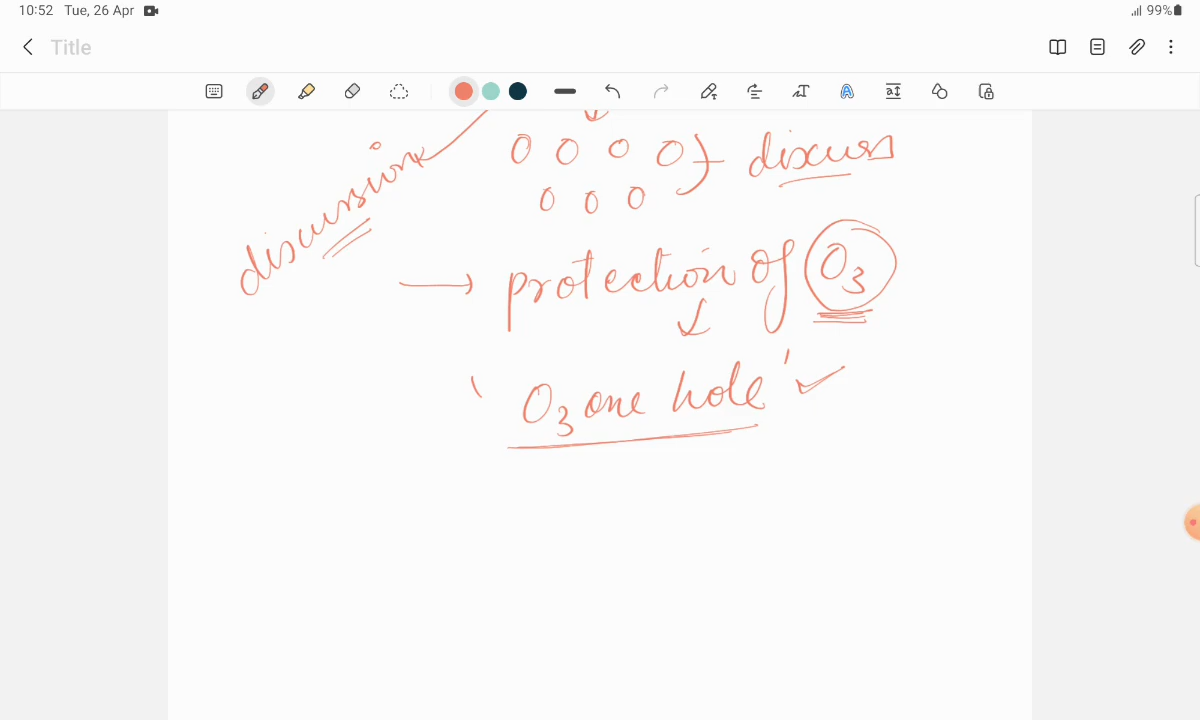 10:52 Tue, 26 Apr
99%
Title
0 0 0 0 } discuss
0 0 0
discussions
→ protection of O3
↓
' O3 one hole ' ✓